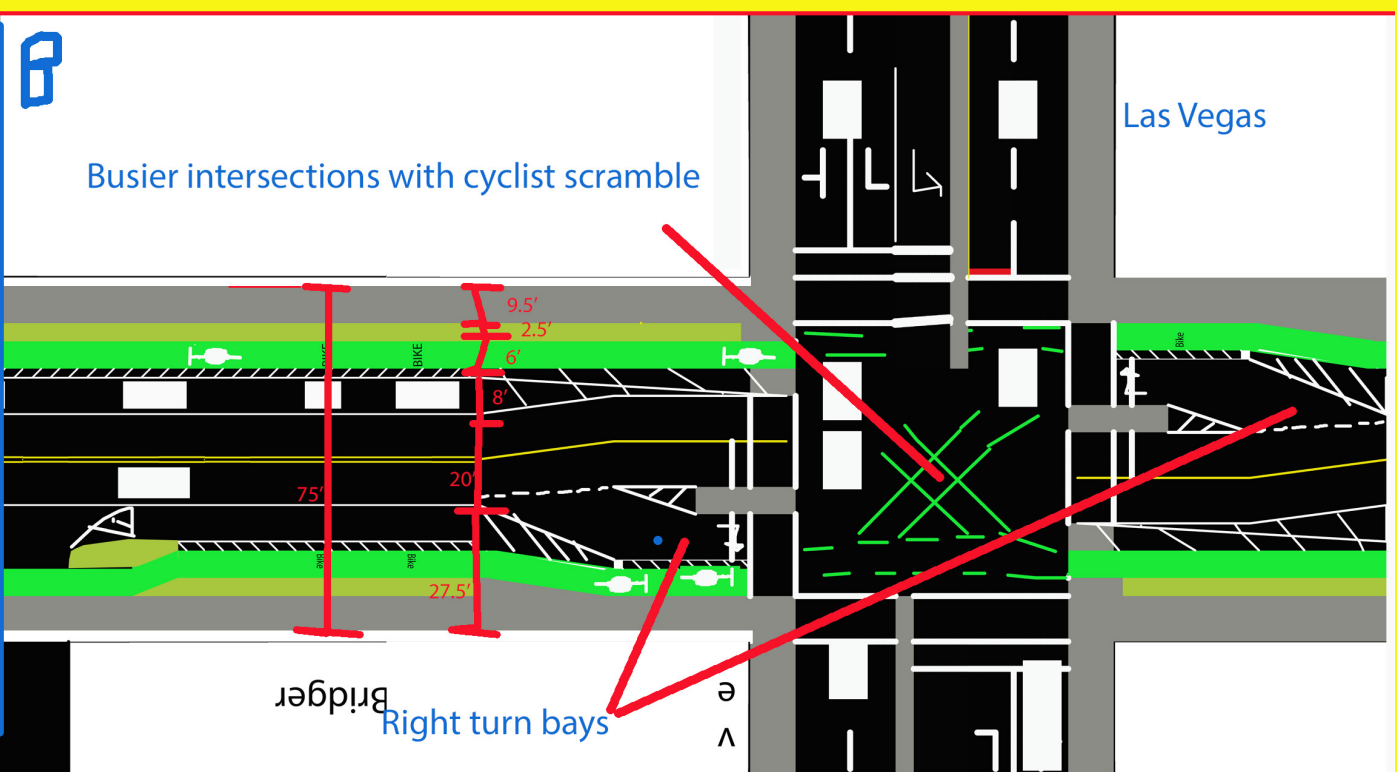 B
Las Vegas
Busier intersections with cyclist scramble
9.5'
2.5'
6'
8'
20'
75'
27.5'
BIKE
BIKE
Bike
Bike
Bike
Bridger
Right turn bays
e
v